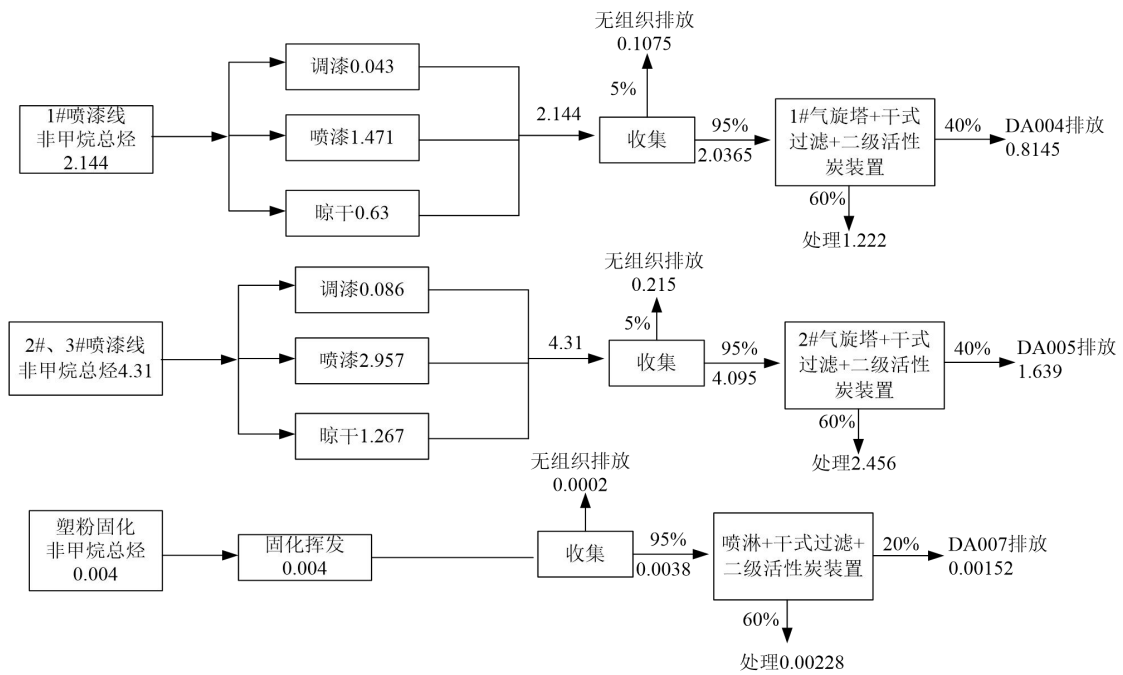 无组织排放
0.1075
调漆0.043
5%
1#喷漆线
非甲烷总烃
2.144
喷漆1.471
2.144
收集
95%
2.0365
1#气旋塔+干式
过滤+二级活性
炭装置
40%
DA004排放
0.8145
晾干0.63
60%
处理1.222
无组织排放
0.215
调漆0.086
5%
2#、3#喷漆线
非甲烷总烃4.31
喷漆2.957
4.31
收集
95%
4.095
2#气旋塔+干式
过滤+二级活性
炭装置
40%
DA005排放
1.639
晾干1.267
60%
处理2.456
无组织排放
0.0002
塑粉固化
非甲烷总烃
0.004
固化挥发
0.004
收集
95%
0.0038
喷淋+干式过滤+
二级活性炭装置
20%
DA007排放
0.00152
60%
处理0.00228